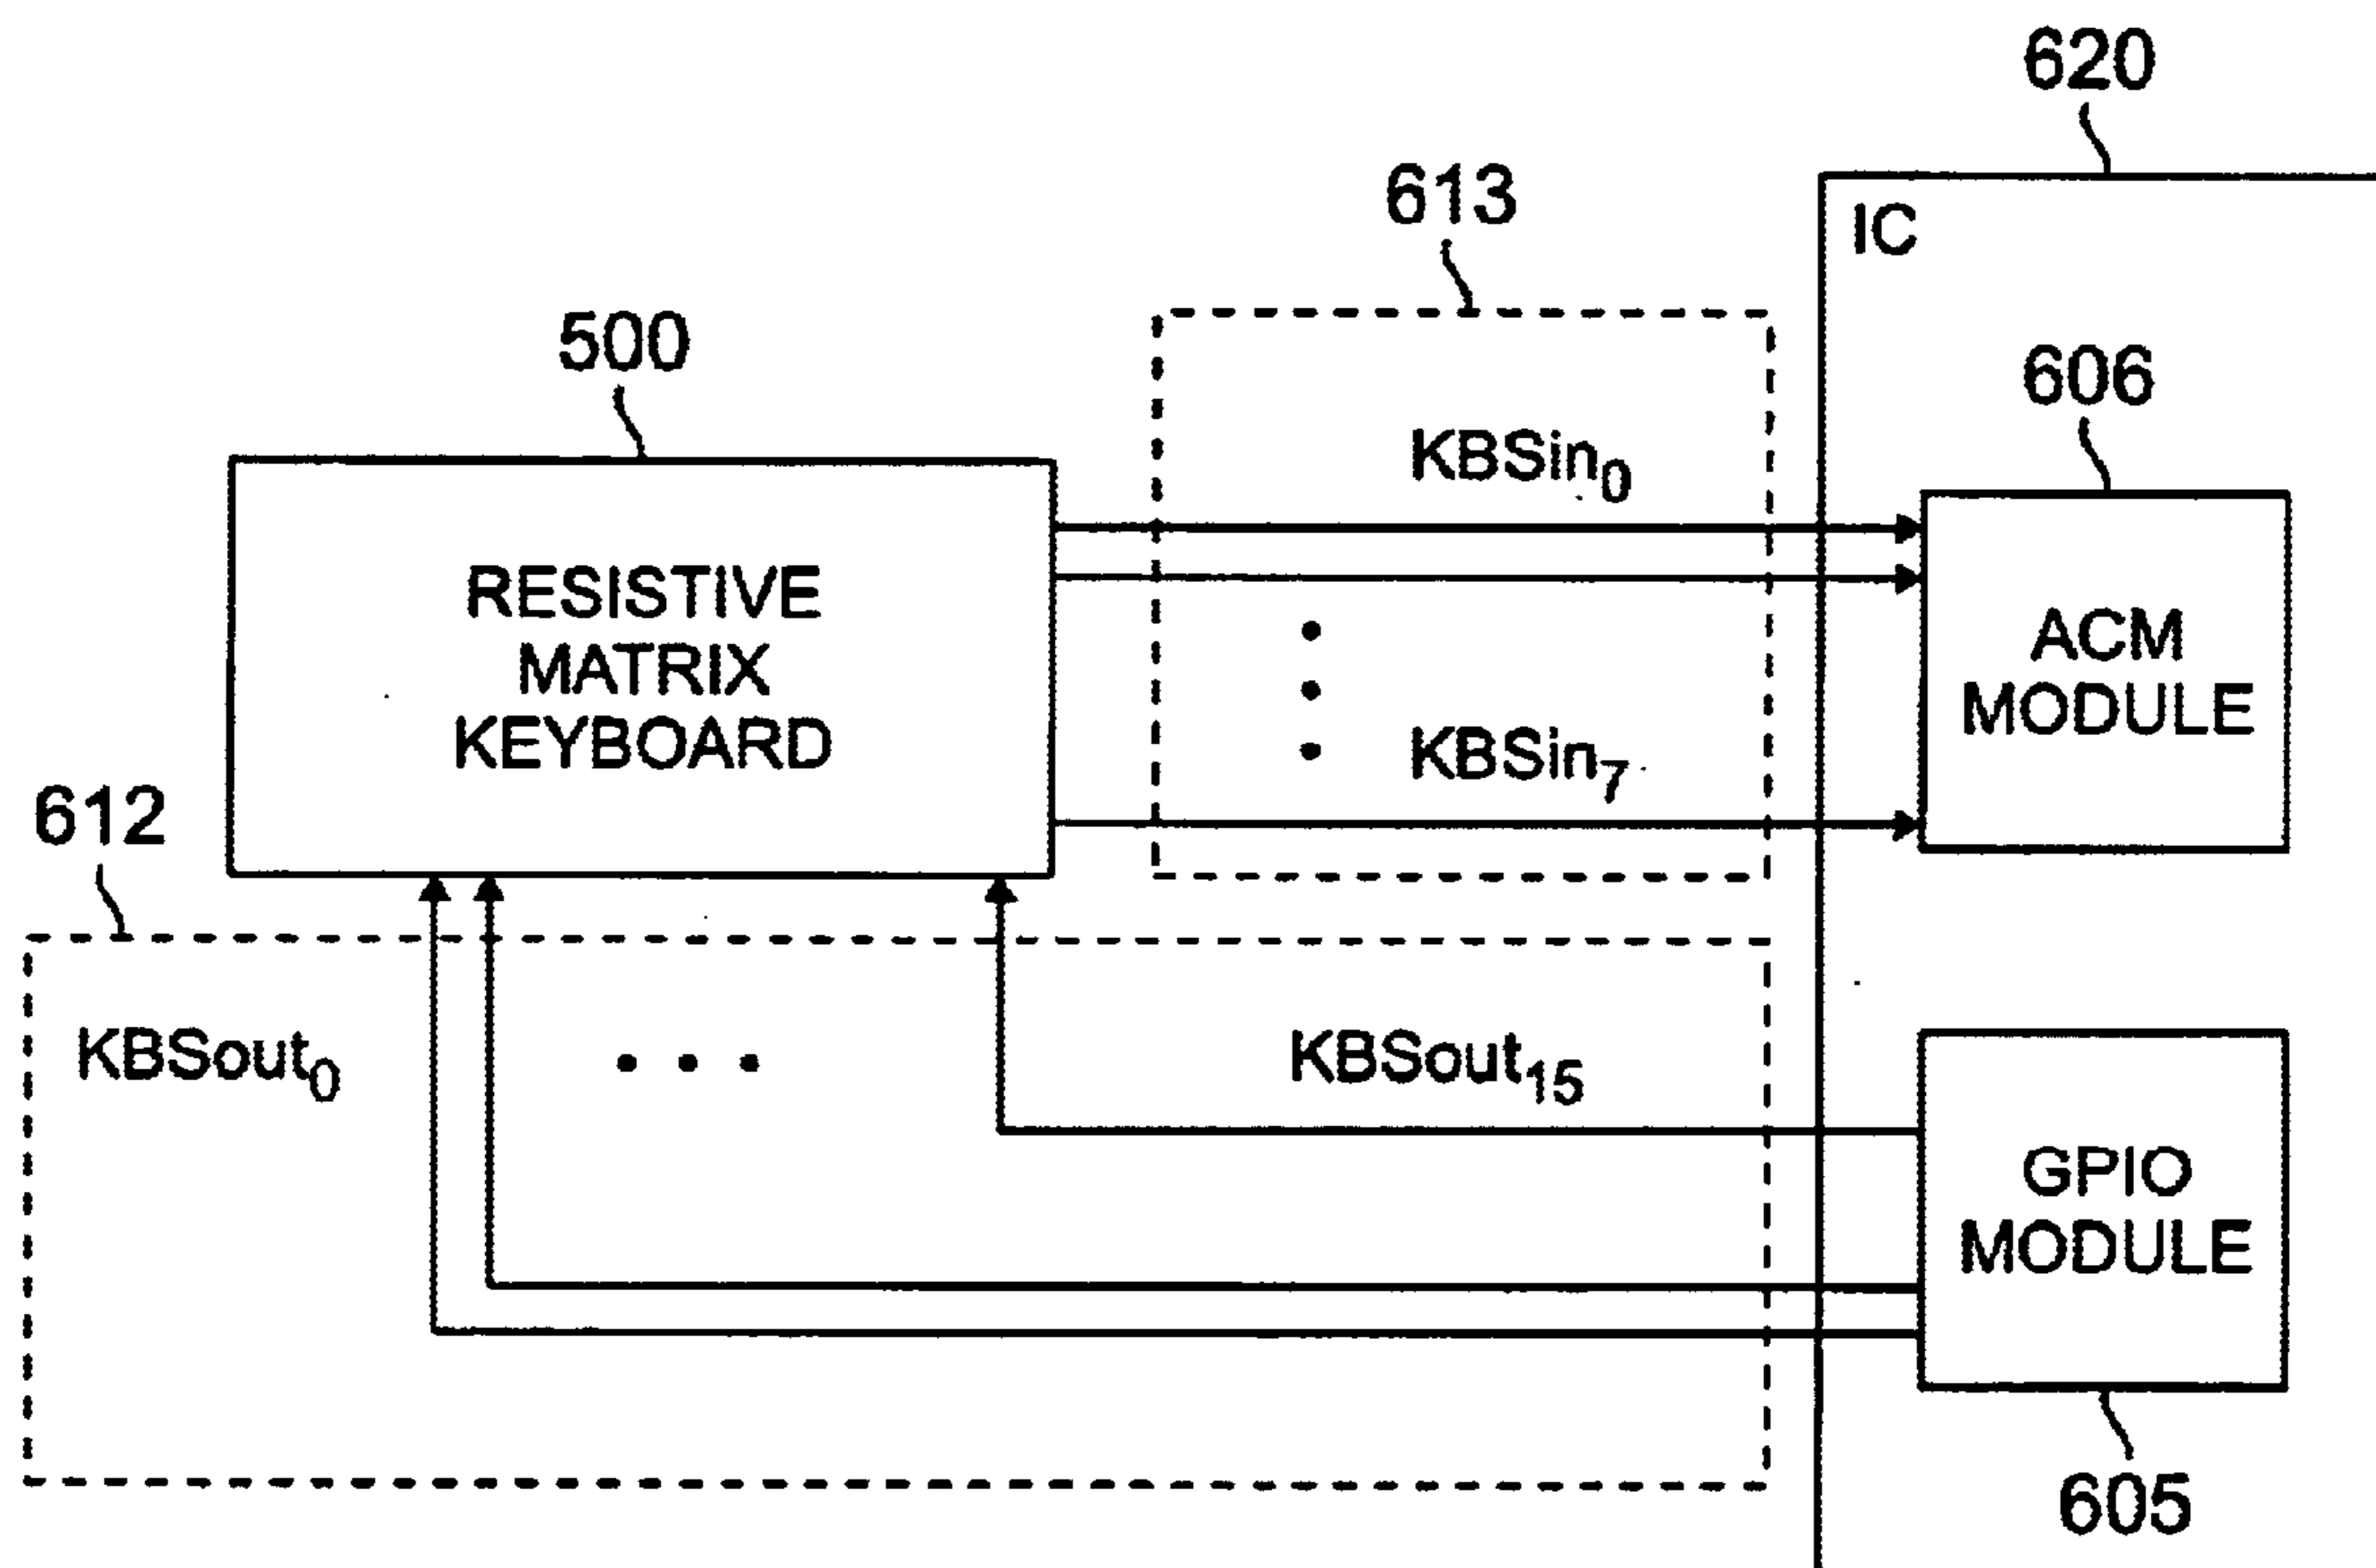 620
613
IC
500
606
KBSin₀
RESISTIVE
MATRIX
KEYBOARD
ACM
MODULE
KBSin₇
612
KBSout₀
KBSout₁₅
GPIO
MODULE
605